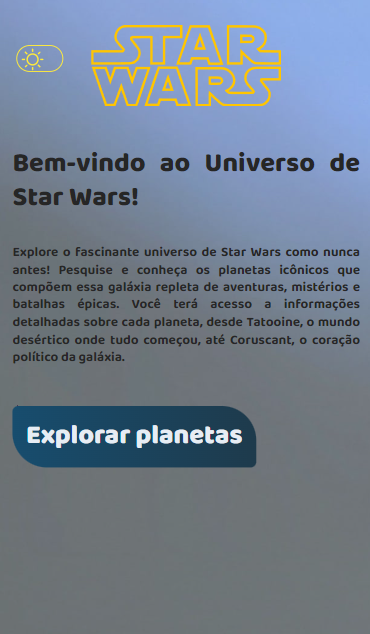 STAR
WARS
Bem-vindo ao Universo de
Star Wars!
Explore o fascinante universo de Star Wars como nunca
antes! Pesquise e conheça os planetas icônicos que
compõem essa galáxia repleta de aventuras, mistérios e
batalhas épicas. Você terá acesso a informações
detalhadas sobre cada planeta, desde Tatooine, o mundo
desértico onde tudo começou, até Coruscant, o coração
político da galáxia.
Explorar planetas